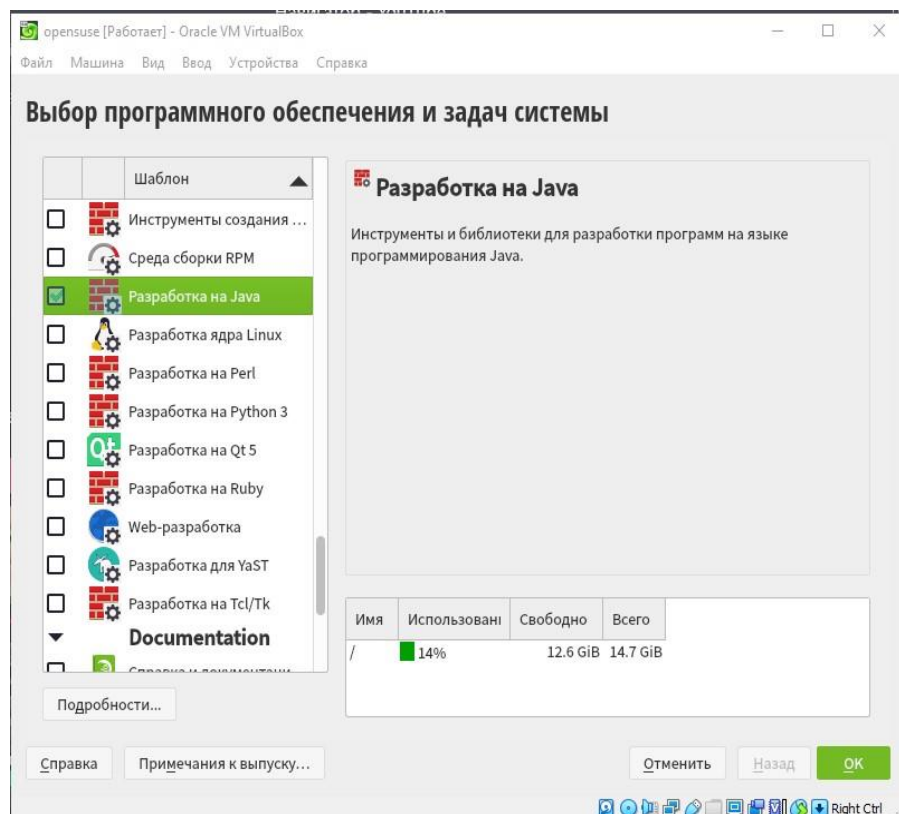 opensuse [Работает] - Oracle VM VirtualBox
Файл Машина Вид Ввод Устройства Справка
Выбор программного обеспечения и задач системы
Шаблон
Инструменты создания ...
Среда сборки RPM
Разработка на Java
Разработка ядра Linux
Разработка на Perl
Разработка на Python 3
Разработка на Qt 5
Разработка на Ruby
Web-разработка
Разработка для YaST
Разработка на Tcl/Tk
Documentation
Подробности...
Разработка на Java
Инструменты и библиотеки для разработки программ на языке
программирования Java.
Имя Использовані Свободно Всего
/ 14% 12.6 GiB 14.7 GiB
Справка Примечания к выпуску... Отменить Назад OK
Right Ctrl